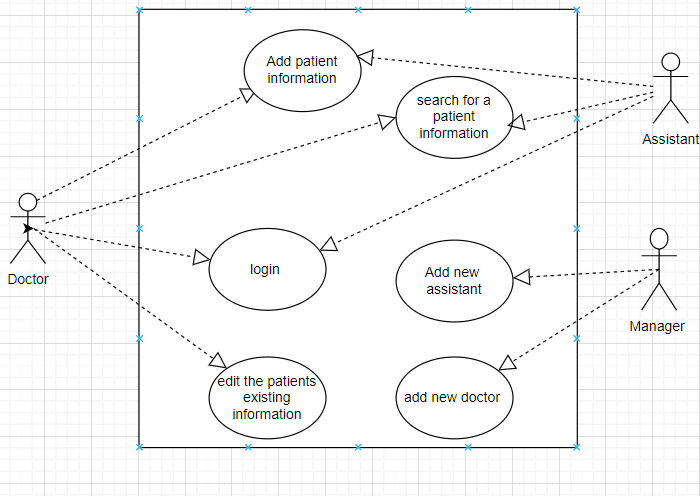 Add patient
information
search for a
patient
information
Assistant
Doctor
login
Add new
assistant
Manager
edit the patients
existing
information
add new doctor